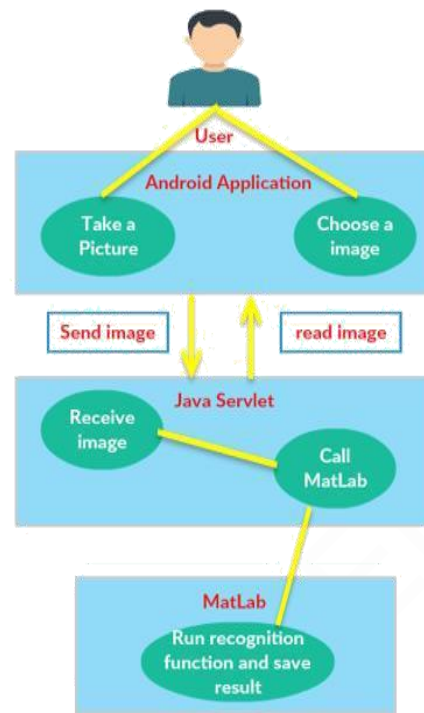 User
Android Application
Take a
Picture
Choose a
image
Send image
read image
Java Servlet
Receive
image
Call
MatLab
MatLab
Run recognition
function and save
result